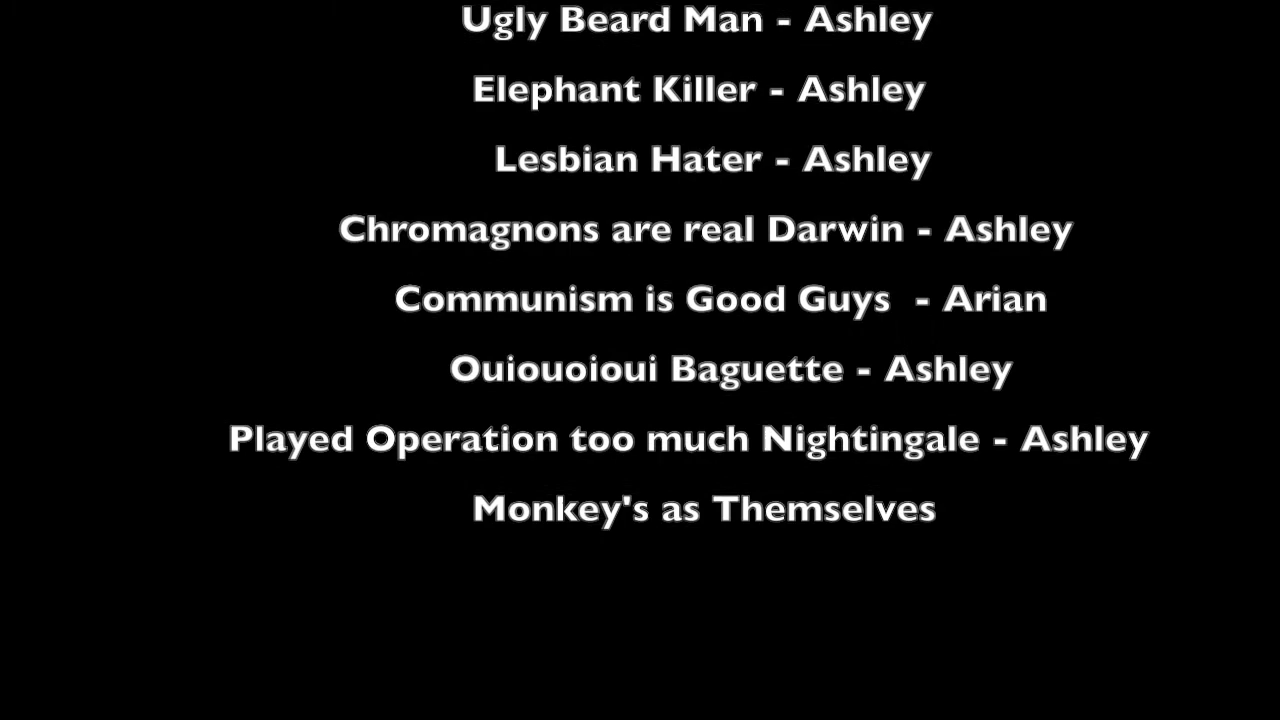 Ugly Beard Man - Ashley
Elephant Killer - Ashley
Lesbian Hater - Ashley
Chromagnons are real Darwin - Ashley
Communism is Good Guys  - Arian
Ouiouoioui Baguette - Ashley
Played Operation too much Nightingale - Ashley
Monkey's as Themselves